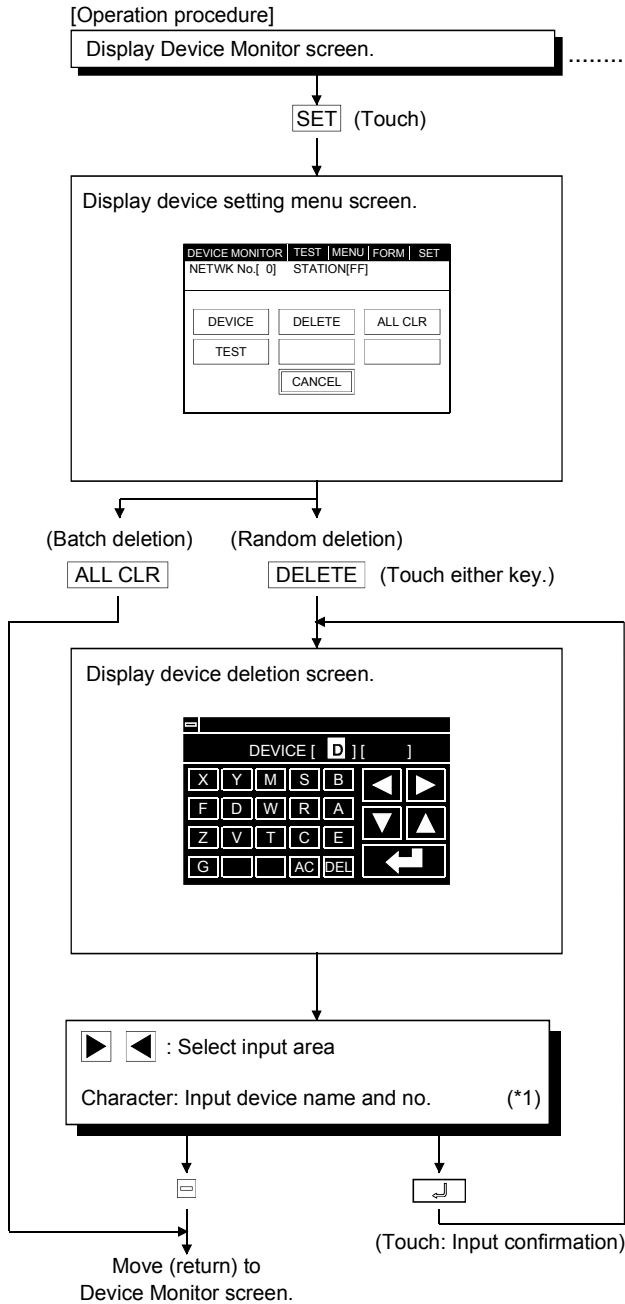 [Operation procedure]
Display Device Monitor screen. ........
SET (Touch)
Display device setting menu screen.
DEVICE MONITOR TEST MENU FORM SET
NETWK No.[ 0] STATION[FF]
DEVICE DELETE ALL CLR
TEST
CANCEL
(Batch deletion) (Random deletion)
ALL CLR DELETE (Touch either key.)
Display device deletion screen.
DEVICE [ D ] [ ]
X Y M S B
F D W R A
Z V T C E
G AC DEL
: Select input area
Character: Input device name and no. (*1)
(Touch: Input confirmation)
Move (return) to
Device Monitor screen.